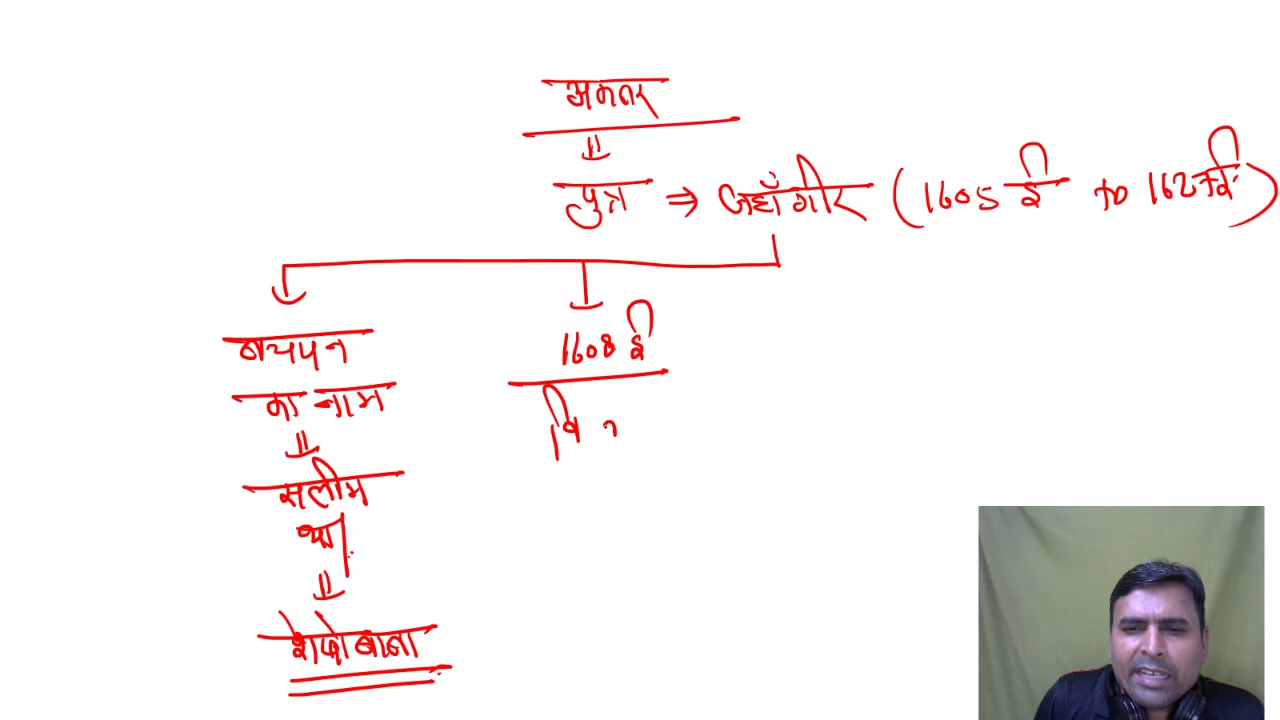 अकबर
पुत्र ⇒ जहाँगीर (1605 ई to 1627 ई)
बचपन
का नाम
सलीम
था।
शेखोबाबा
1608 ई
वि